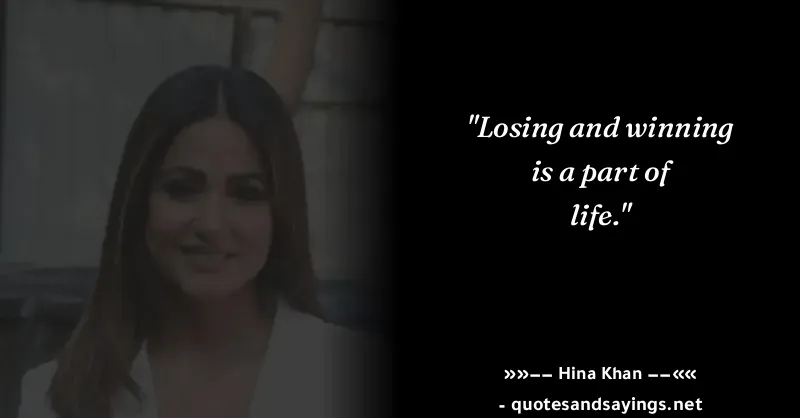 "Losing and winning
is a part of
life."
»»−− Hina Khan −−««
- quotesandsayings.net